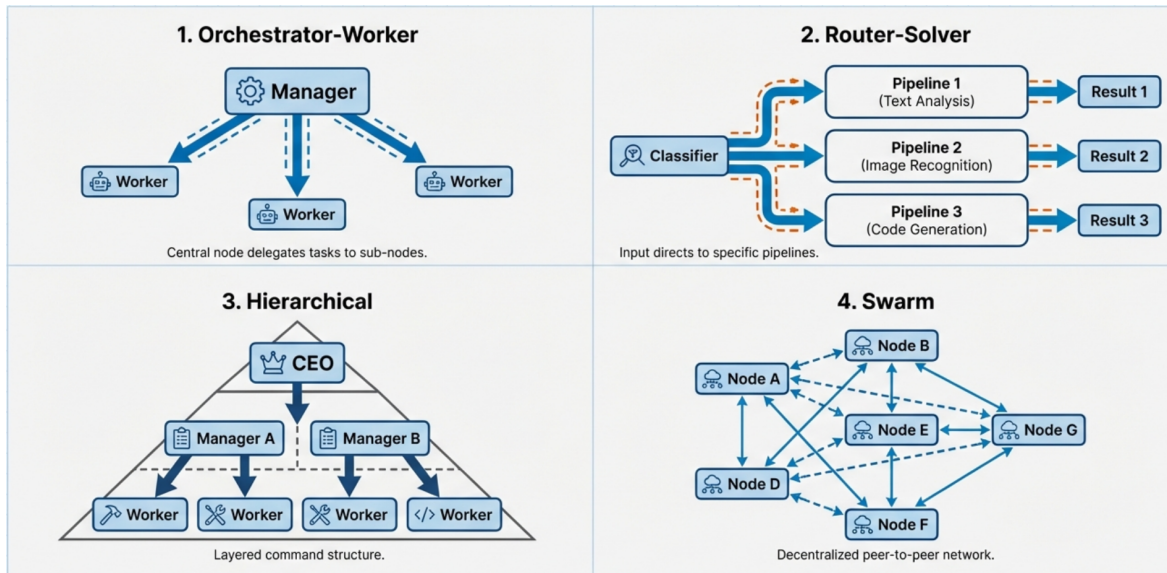 1. Orchestrator-Worker
Manager
Worker
Worker
Worker
Central node delegates tasks to sub-nodes.
2. Router-Solver
Classifier
Pipeline 1
(Text Analysis)
Result 1
Pipeline 2
(Image Recognition)
Result 2
Pipeline 3
(Code Generation)
Result 3
Input directs to specific pipelines.
3. Hierarchical
CEO
Manager A
Manager B
Worker
Worker
Worker
</> Worker
Layered command structure.
4. Swarm
Node B
Node A
Node E
Node G
Node D
Node F
Decentralized peer-to-peer network.